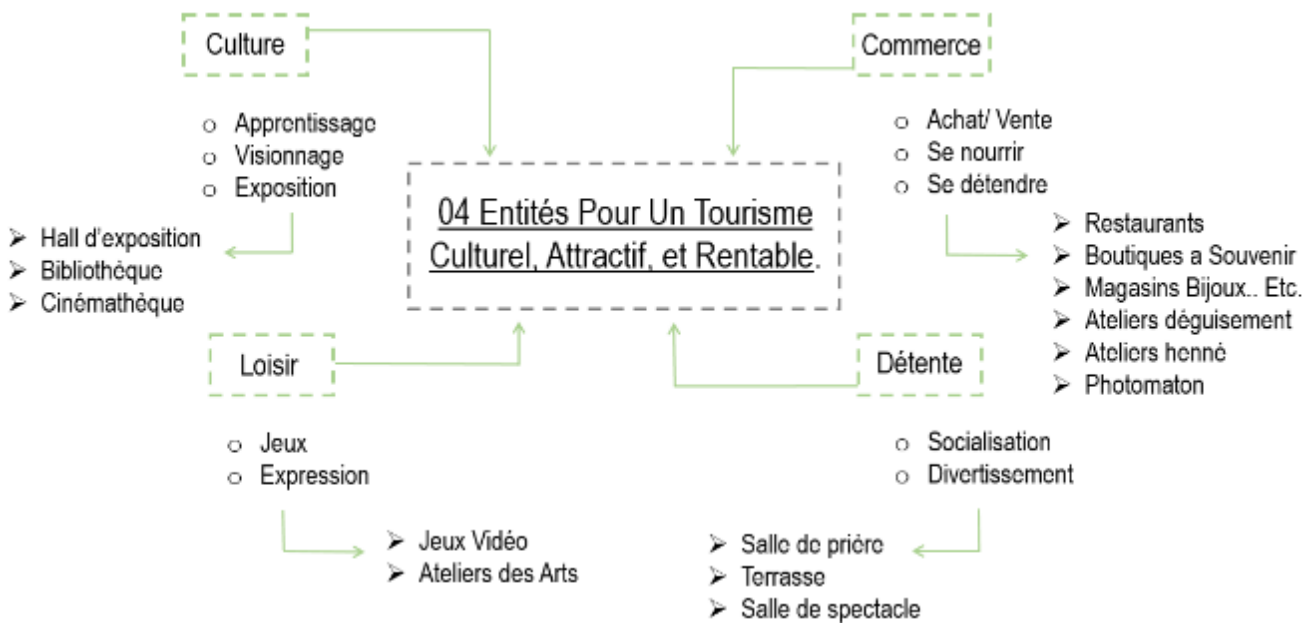 Culture
Commerce
o Apprentissage
o Visionnage
o Exposition
o Achat/ Vente
o Se nourrir
o Se détendre
04 Entités Pour Un Tourisme
Culturel, Attractif, et Rentable.
➢ Hall d'exposition
➢ Bibliothèque
➢ Cinémathèque
➢ Restaurants
➢ Boutiques a Souvenir
➢ Magasins Bijoux.. Etc.
➢ Ateliers déguisement
➢ Ateliers henné
➢ Photomaton
Loisir
Détente
o Jeux
o Expression
o Socialisation
o Divertissement
➢ Jeux Vidéo
➢ Ateliers des Arts
➢ Salle de prière
➢ Terrasse
➢ Salle de spectacle